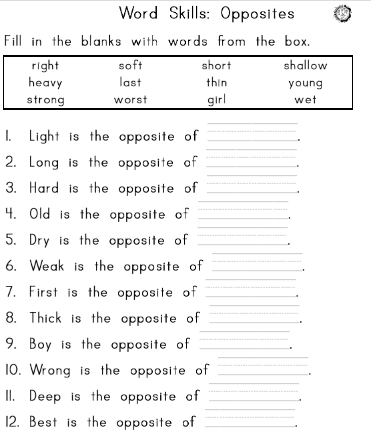 Word Skills: Opposites
Fill in the blanks with words from the box.
right soft short shallow
heavy last thin young
strong worst girl wet
1. Light is the opposite of .
2. Long is the opposite of .
3. Hard is the opposite of .
4. Old is the opposite of .
5. Dry is the opposite of .
6. Weak is the opposite of .
7. First is the opposite of .
8. Thick is the opposite of .
9. Boy is the opposite of .
10. Wrong is the opposite of .
11. Deep is the opposite of .
12. Best is the opposite of .